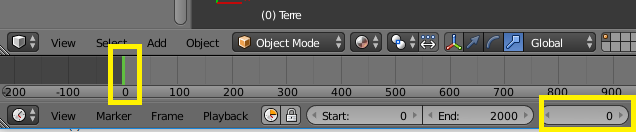 (0) Terre
View Select Add Object Object Mode Global
-200 -100 0 100 200 300 400 500 600 700 800 900
View Marker Frame Playback Start: 0 End: 2000 0